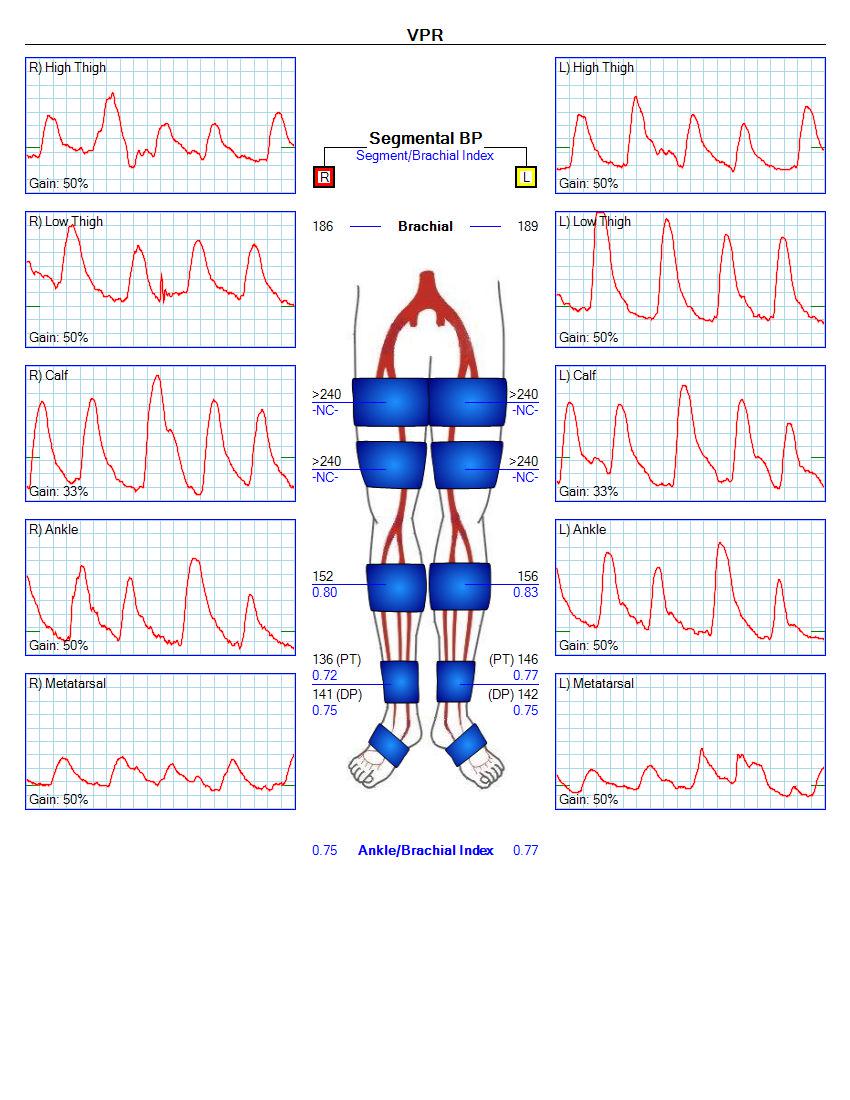 VPR
R) High Thigh
Gain: 50%
L) High Thigh
Gain: 50%
Segmental BP
Segment/Brachial Index
R
L
186 Brachial 189
R) Low Thigh
Gain: 50%
L) Low Thigh
Gain: 50%
R) Calf
Gain: 33%
L) Calf
Gain: 33%
>240
-NC-
>240
-NC-
>240
-NC-
>240
-NC-
R) Ankle
Gain: 50%
L) Ankle
Gain: 50%
152
0.80
156
0.83
136 (PT)
0.72
141 (DP)
0.75
(PT) 146
0.77
(DP) 142
0.75
R) Metatarsal
Gain: 50%
L) Metatarsal
Gain: 50%
0.75 Ankle/Brachial Index 0.77